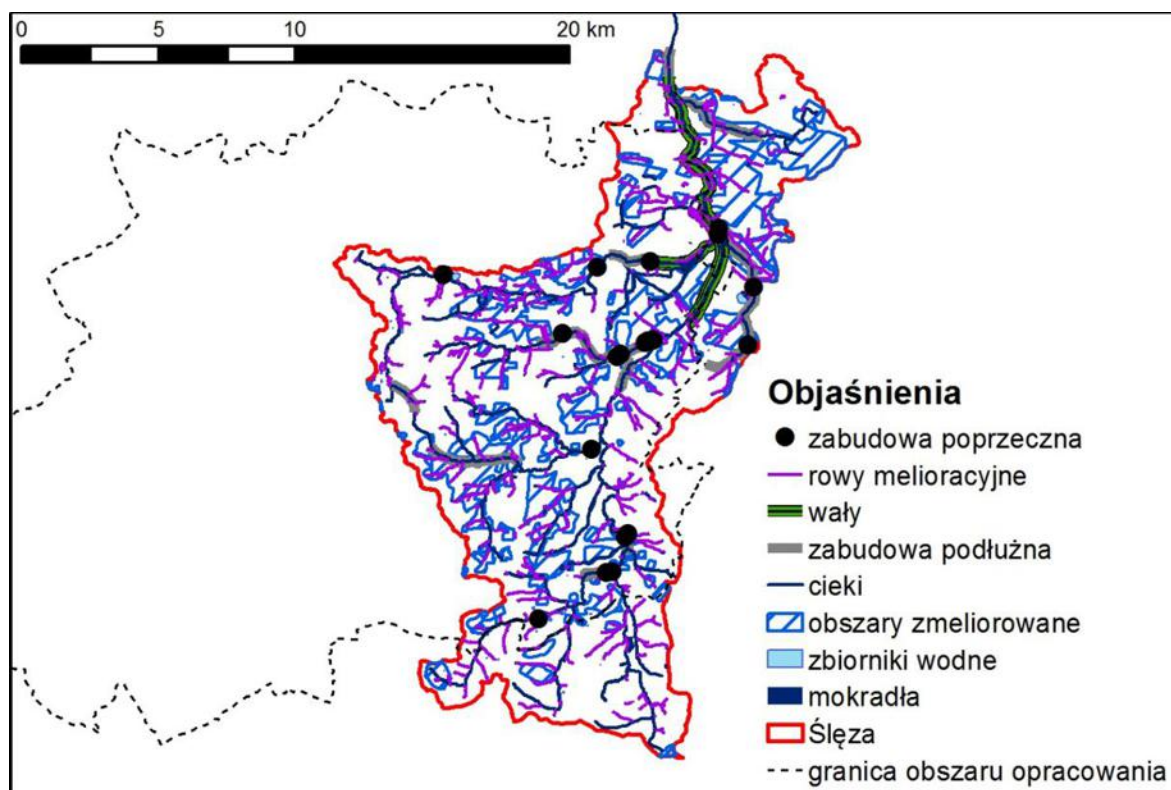 0 5 10 20 km
Objaśnienia
zabudowa poprzeczna
rowy melioracyjne
wały
zabudowa podłużna
cieki
obszary zmeliorowane
zbiorniki wodne
mokradła
Ślęza
granica obszaru opracowania